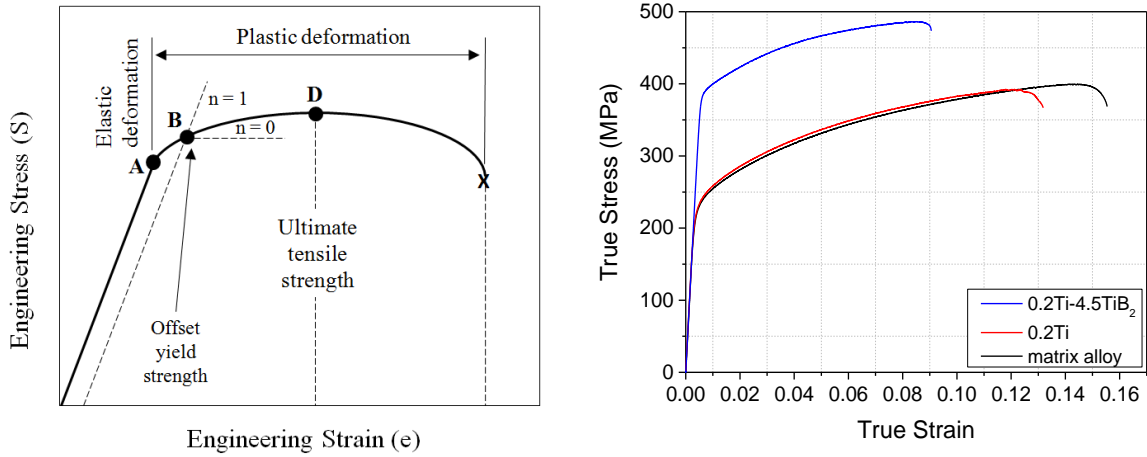 Plastic deformation
Elastic
deformation
n = 1
D
B
n = 0
A
X
Ultimate
tensile
strength
Offset
yield
strength
Engineering Stress (S)
Engineering Strain (e)
500
400
300
200
100
0
True Stress (MPa)
0.2Ti-4.5TiB₂
0.2Ti
matrix alloy
0.00 0.02 0.04 0.06 0.08 0.10 0.12 0.14 0.16
True Strain